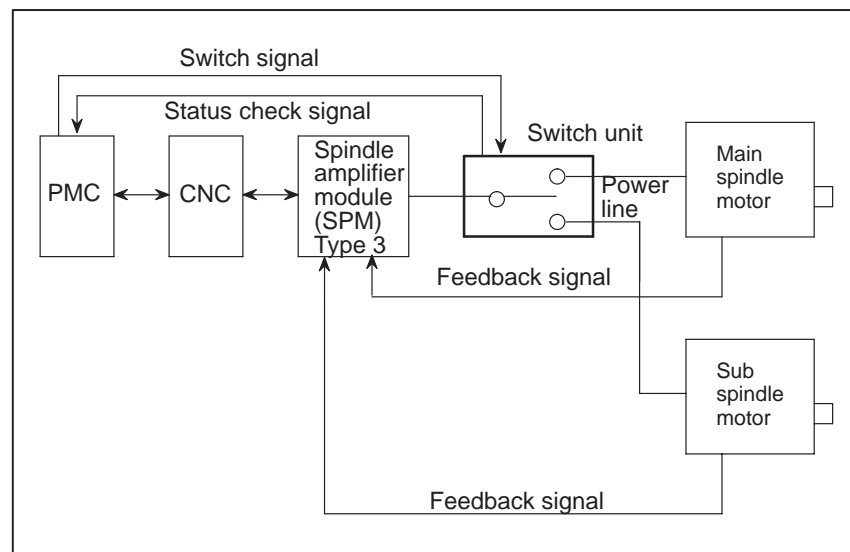 Switch signal
Status check signal
Switch unit
PMC
CNC
Spindle
amplifier
module
(SPM)
Type 3
Power
line
Main
spindle
motor
Feedback signal
Sub
spindle
motor
Feedback signal